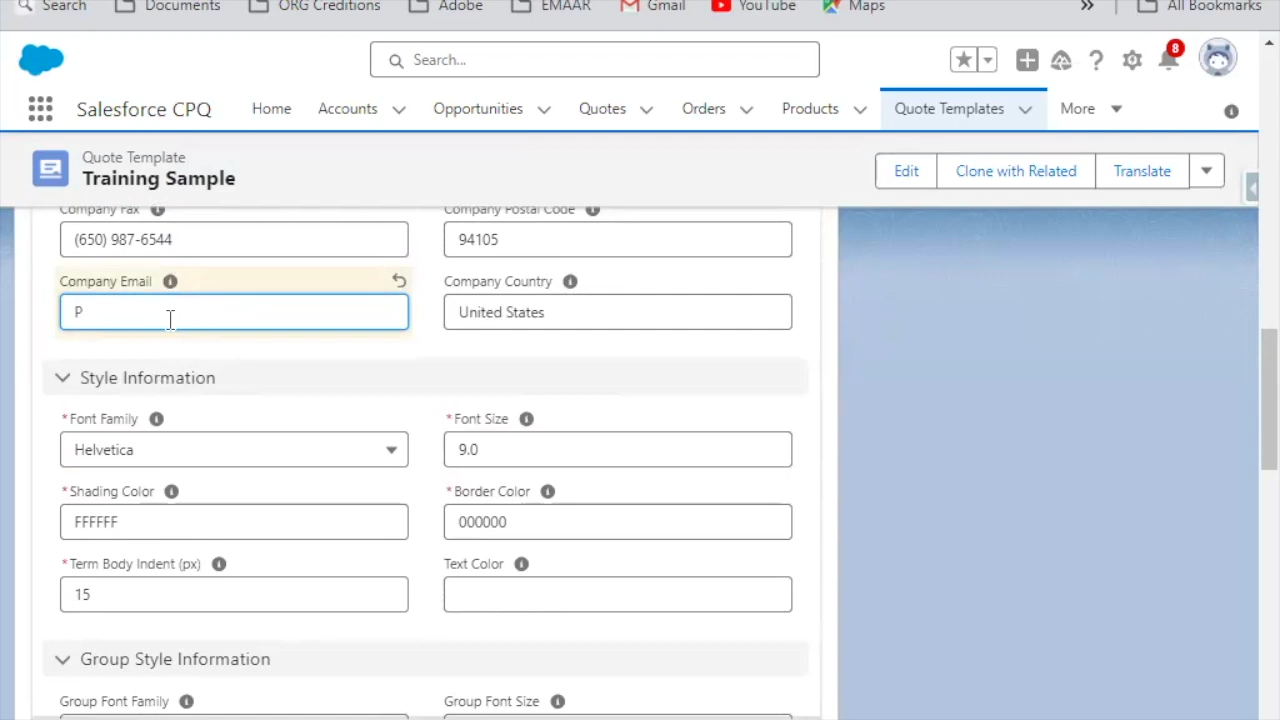 Search Documents ORG Creditions Adobe EMAAR Gmail YouTube Maps » All Bookmarks
Search... 8
Salesforce CPQ Home Accounts Opportunities Quotes Orders Products Quote Templates More
Quote Template
Training Sample
Edit Clone with Related Translate
Company Fax Company Postal Code
(650) 987-6544 94105
Company Email Company Country
P United States
Style Information
*Font Family *Font Size
Helvetica 9.0
*Shading Color *Border Color
FFFFFF 000000
*Term Body Indent (px) Text Color
15
Group Style Information
Group Font Family Group Font Size